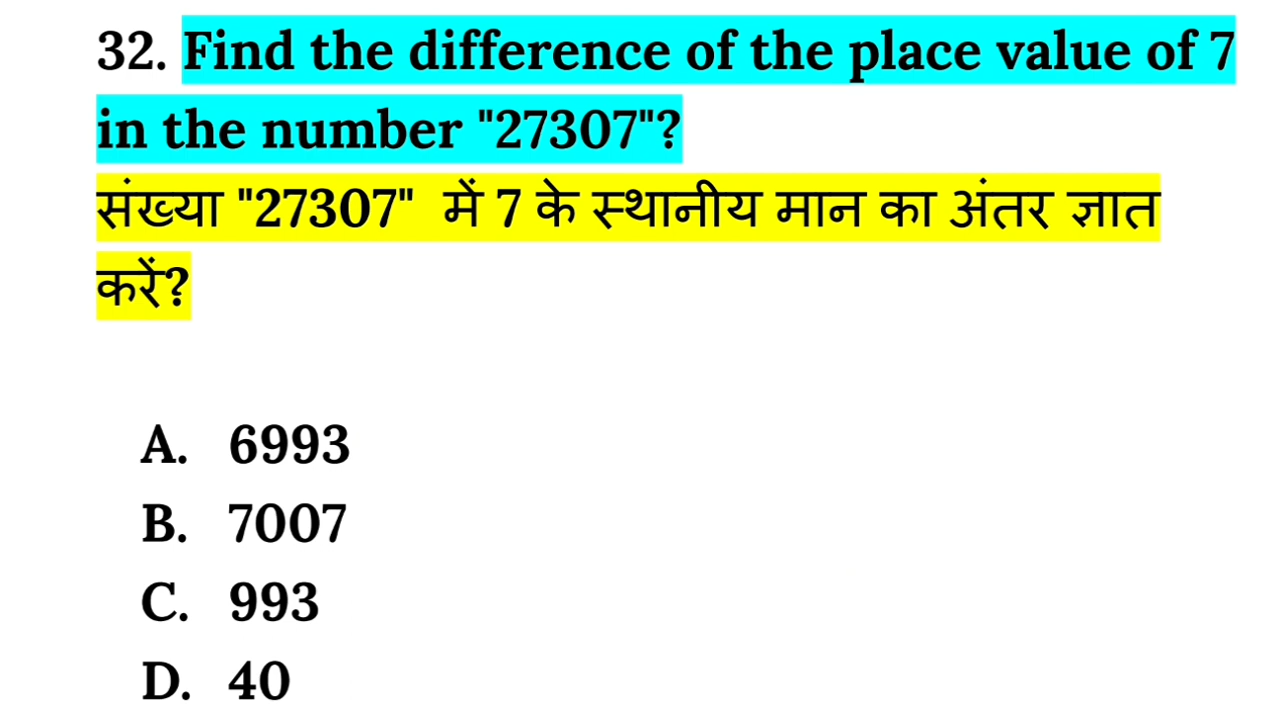 32. Find the difference of the place value of 7
in the number "27307"?
संख्या "27307" में 7 के स्थानीय मान का अंतर ज्ञात
करें?
A. 6993
B. 7007
C. 993
D. 40